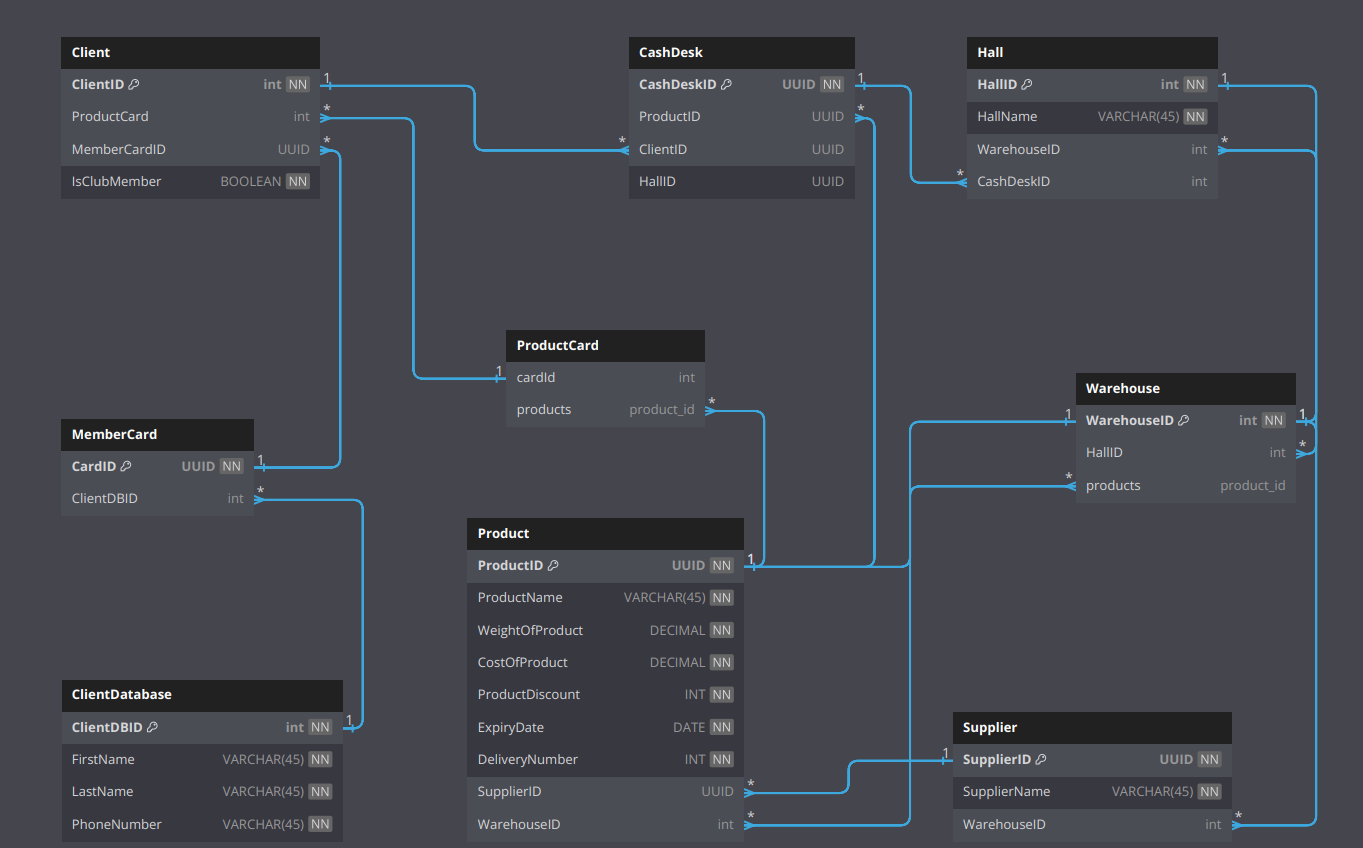 Client
ClientID int NN
ProductCard int
MemberCardID UUID
IsClubMember BOOLEAN NN
1
*
*
CashDesk
CashDeskID UUID NN
ProductID UUID
ClientID UUID
HallID UUID
*
1
*
Hall
HallID int NN
HallName VARCHAR(45) NN
WarehouseID int
CashDeskID int
*
1
*
ProductCard
cardId int
products product_id
1
*
Warehouse
WarehouseID int NN
HallID int
products product_id
1
*
1
*
MemberCard
CardID UUID NN
ClientDBID int
1
*
Product
ProductID UUID NN
ProductName VARCHAR(45) NN
WeightOfProduct DECIMAL NN
CostOfProduct DECIMAL NN
ProductDiscount INT NN
ExpiryDate DATE NN
DeliveryNumber INT NN
SupplierID UUID
WarehouseID int
1
*
*
ClientDatabase
ClientDBID int NN
FirstName VARCHAR(45) NN
LastName VARCHAR(45) NN
PhoneNumber VARCHAR(45) NN
1
Supplier
SupplierID UUID NN
SupplierName VARCHAR(45) NN
WarehouseID int
1
*